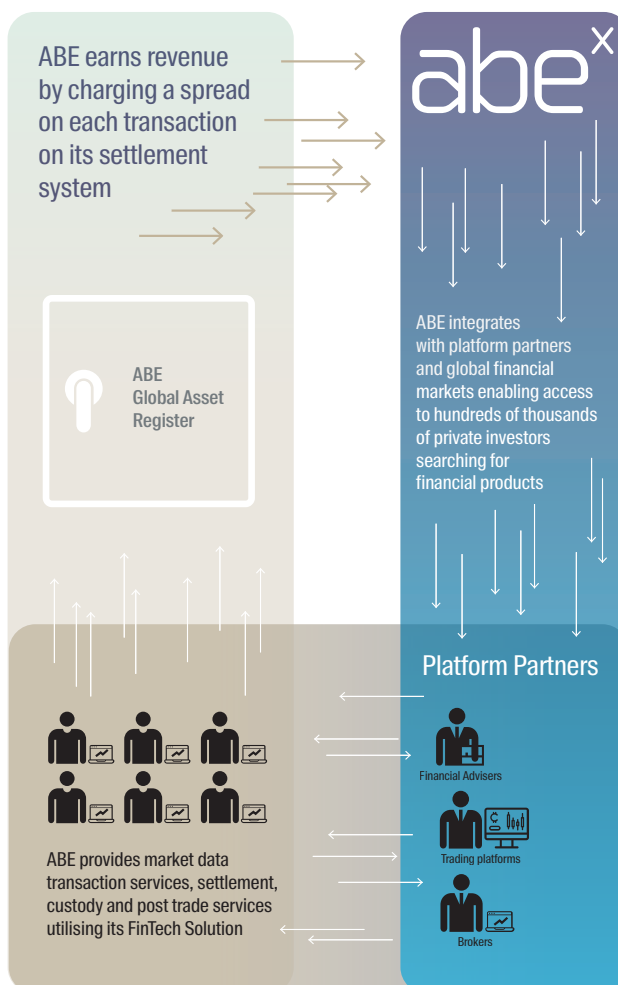 ABE earns revenue
by charging a spread
on each transaction
on its settlement
system
abe
x
ABE integrates
with platform partners
and global financial
markets enabling access
to hundreds of thousands
of private investors
searching for
financial products
ABE
Global Asset
Register
Platform Partners
Financial Advisers
Trading platforms
Brokers
ABE provides market data
transaction services, settlement,
custody and post trade services
utilising its FinTech Solution